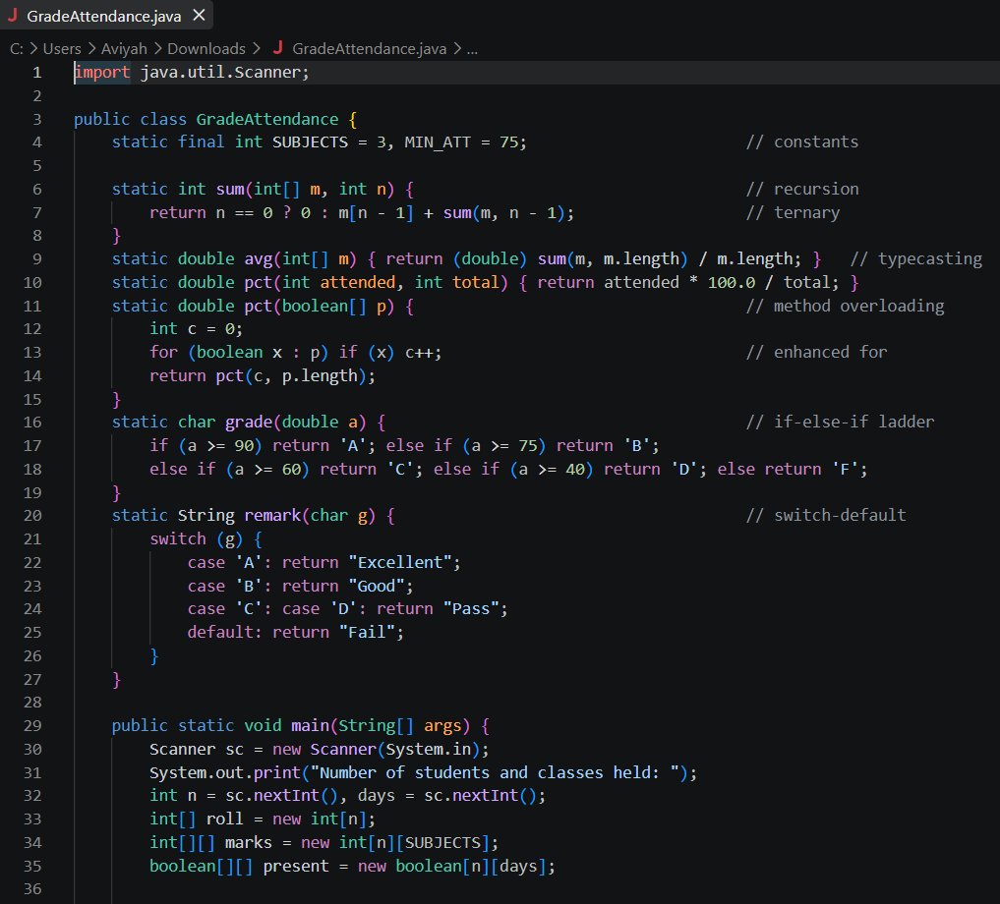 J GradeAttendance.java ×
C: > Users > Aviyah > Downloads > J GradeAttendance.java > ...
1 import java.util.Scanner;
2
3 public class GradeAttendance {
4     static final int SUBJECTS = 3, MIN_ATT = 75;                       // constants
5
6     static int sum(int[] m, int n) {                                   // recursion
7         return n == 0 ? 0 : m[n - 1] + sum(m, n - 1);                  // ternary
8     }
9     static double avg(int[] m) { return (double) sum(m, m.length) / m.length; }   // typecasting
10     static double pct(int attended, int total) { return attended * 100.0 / total; }
11     static double pct(boolean[] p) {                                   // method overloading
12         int c = 0;
13         for (boolean x : p) if (x) c++;                                // enhanced for
14         return pct(c, p.length);
15     }
16     static char grade(double a) {                                      // if-else-if ladder
17         if (a >= 90) return 'A'; else if (a >= 75) return 'B';
18         else if (a >= 60) return 'C'; else if (a >= 40) return 'D'; else return 'F';
19     }
20     static String remark(char g) {                                     // switch-default
21         switch (g) {
22             case 'A': return "Excellent";
23             case 'B': return "Good";
24             case 'C': case 'D': return "Pass";
25             default: return "Fail";
26         }
27     }
28
29     public static void main(String[] args) {
30         Scanner sc = new Scanner(System.in);
31         System.out.print("Number of students and classes held: ");
32         int n = sc.nextInt(), days = sc.nextInt();
33         int[] roll = new int[n];
34         int[][] marks = new int[n][SUBJECTS];
35         boolean[][] present = new boolean[n][days];
36